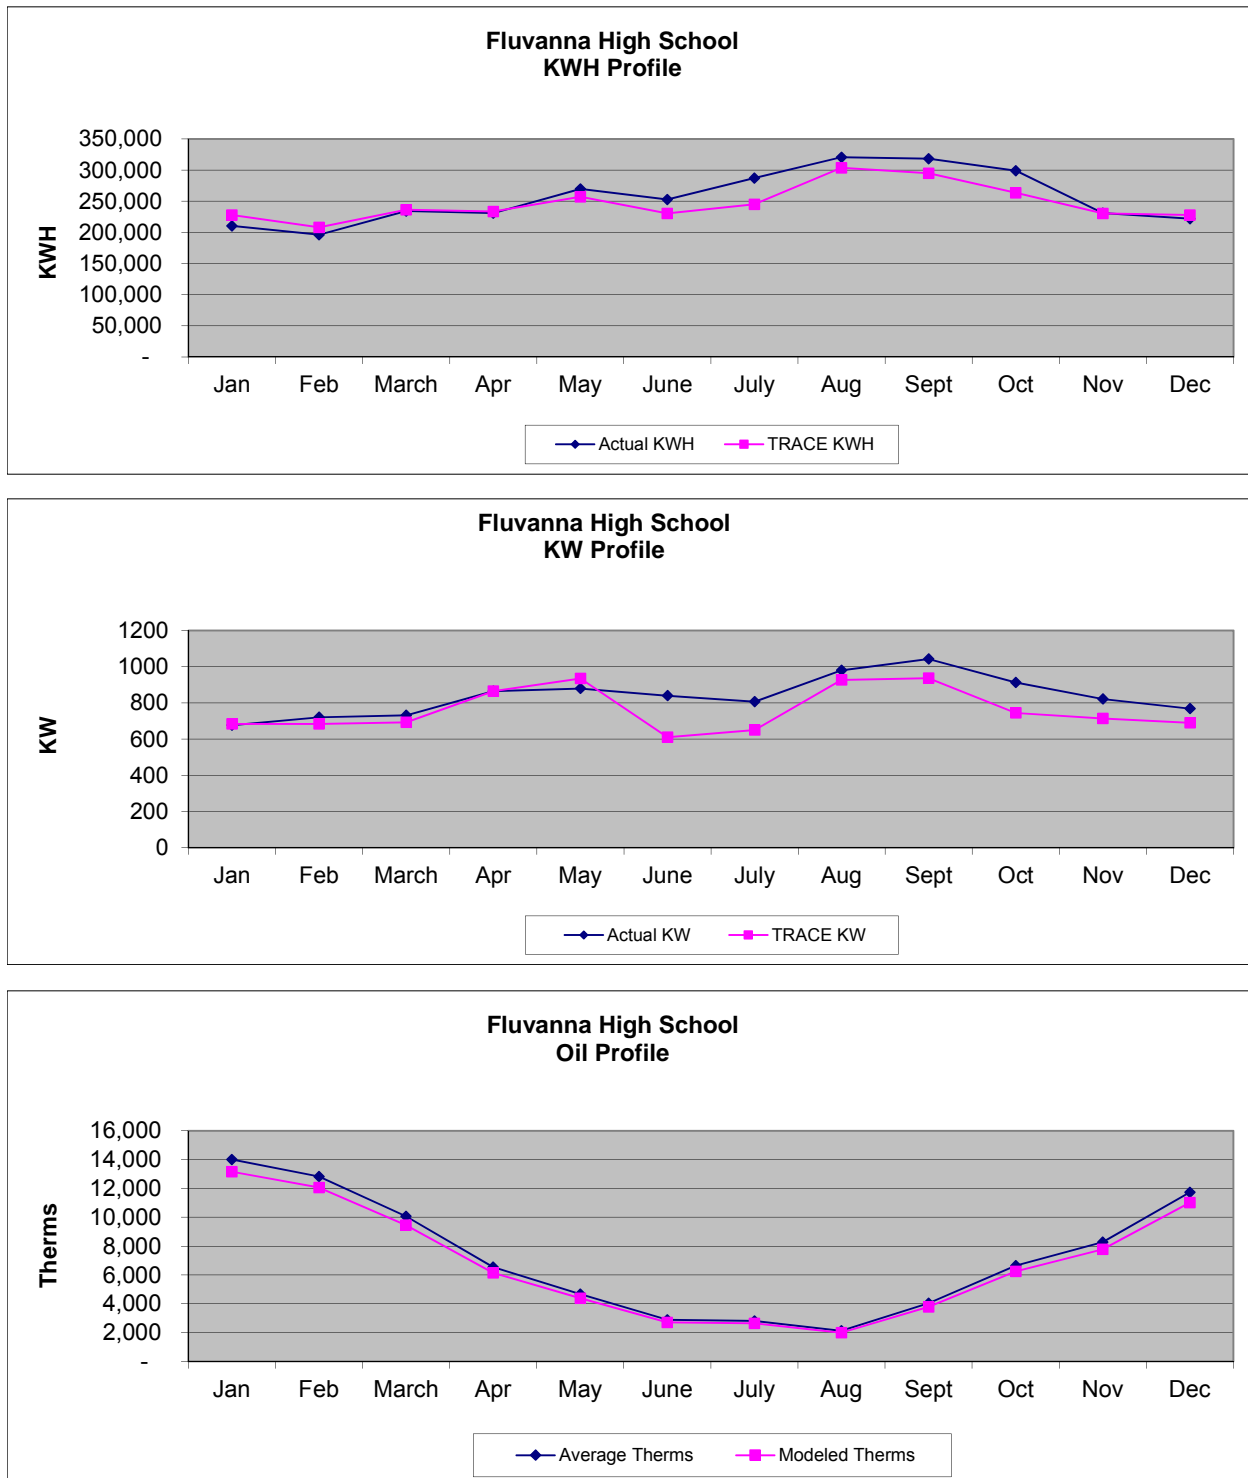 Fluvanna High School
KWH Profile
350,000
300,000
250,000
200,000
150,000
100,000
50,000
-
KWH
Jan Feb March Apr May June July Aug Sept Oct Nov Dec
Actual KWH TRACE KWH
Fluvanna High School
KW Profile
1200
1000
800
600
400
200
0
KW
Jan Feb March Apr May June July Aug Sept Oct Nov Dec
Actual KW TRACE KW
Fluvanna High School
Oil Profile
16,000
14,000
12,000
10,000
8,000
6,000
4,000
2,000
-
Therms
Jan Feb March Apr May June July Aug Sept Oct Nov Dec
Average Therms Modeled Therms